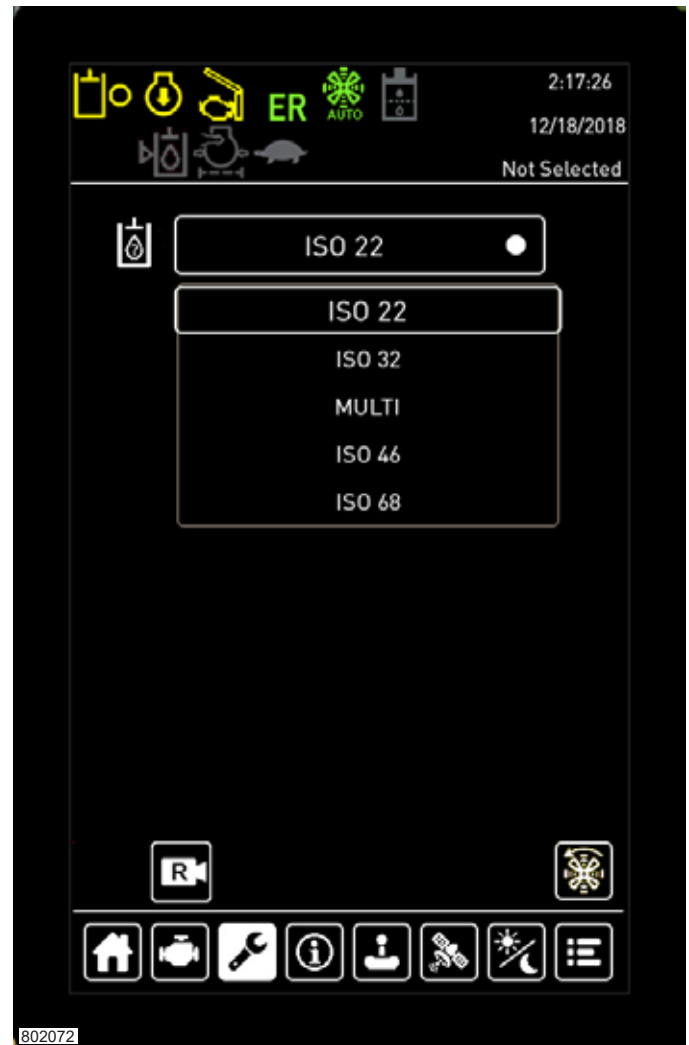 2:17:26
ER
AUTO
12/18/2018
Not Selected
ISO 22
ISO 22
ISO 32
MULTI
ISO 46
ISO 68
R
802072